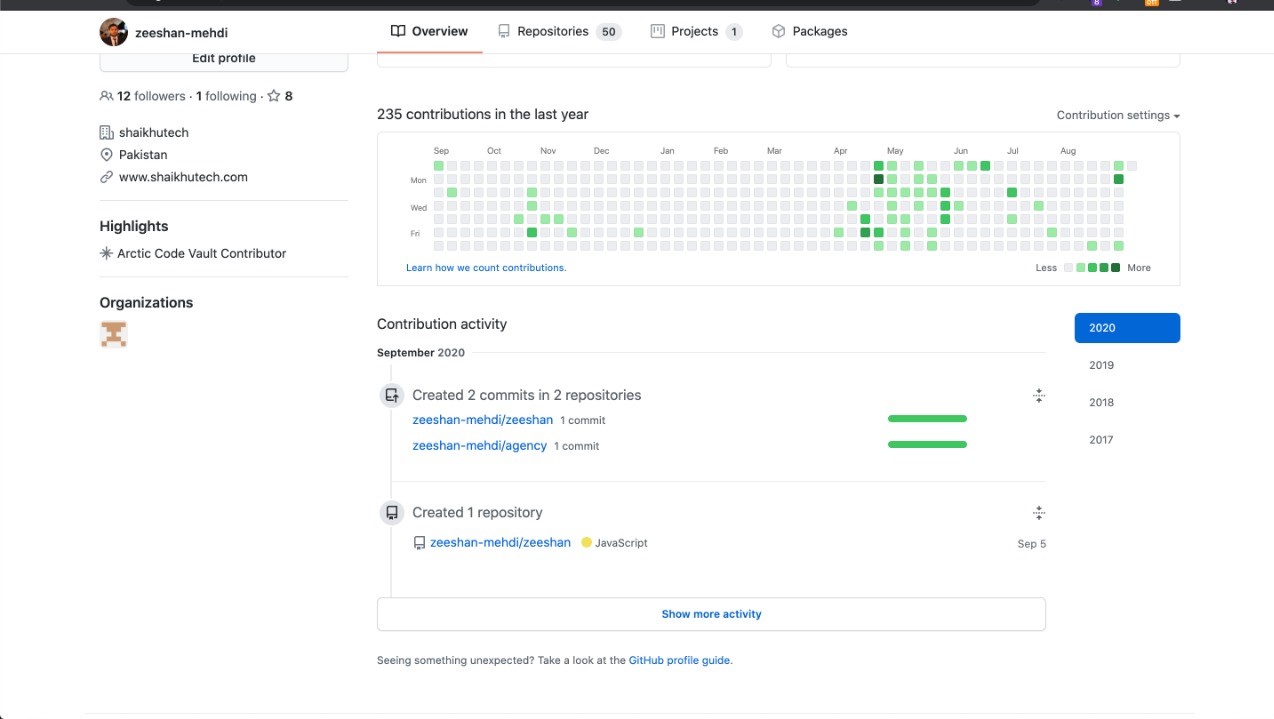 zeeshan-mehdi
Overview
Repositories 50
Projects 1
Packages
Edit profile
12 followers · 1 following · 8
shaikhutech
Pakistan
www.shaikhutech.com
Highlights
Arctic Code Vault Contributor
Organizations
235 contributions in the last year
Contribution settings
Sep Oct Nov Dec Jan Feb Mar Apr May Jun Jul Aug
Mon
Wed
Fri
Learn how we count contributions.
Less More
Contribution activity
2020
2019
2018
2017
September 2020
Created 2 commits in 2 repositories
zeeshan-mehdi/zeeshan 1 commit
zeeshan-mehdi/agency 1 commit
Created 1 repository
zeeshan-mehdi/zeeshan JavaScript Sep 5
Show more activity
Seeing something unexpected? Take a look at the GitHub profile guide.